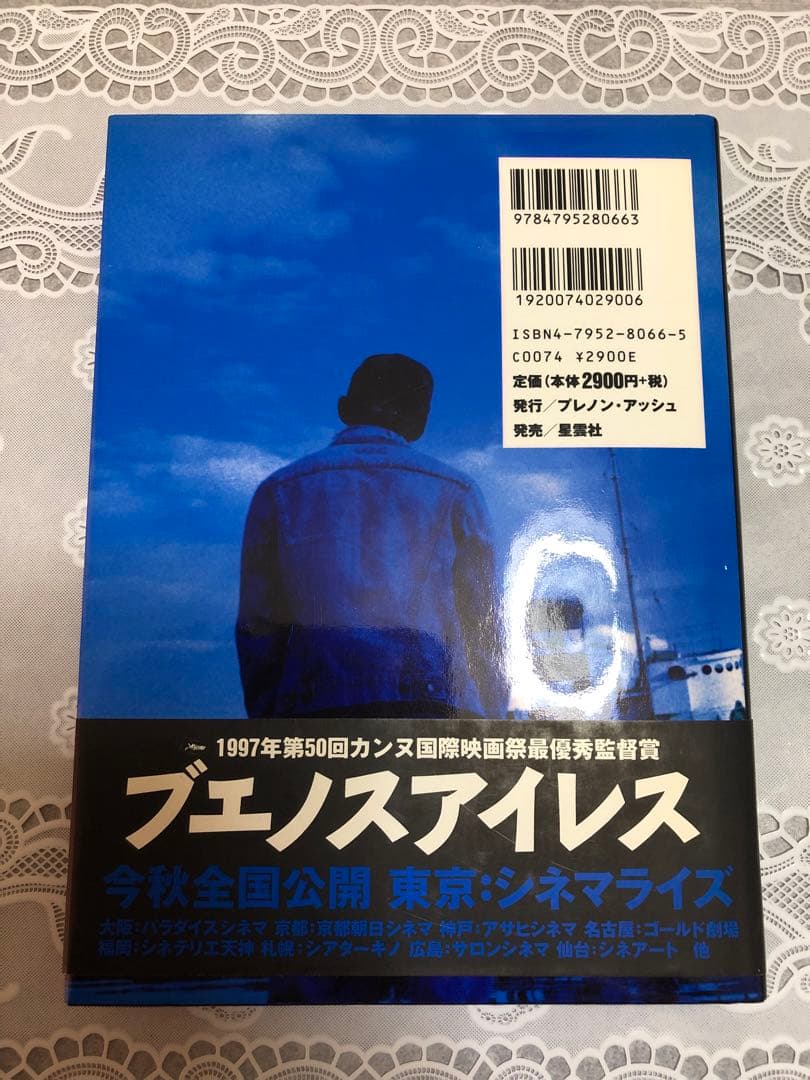 9784795280663
1920074029006
ISBN4-7952-8066-5
C0074 ¥2900E
定価(本体2900円+税)
発行/プレノン・アッシュ
発売/星雲社
1997年第50回カンヌ国際映画祭最優秀監督賞
ブエノスアイレス
今秋全国公開 東京:シネマライズ
大阪:パラダイスシネマ 京都:京都朝日シネマ 神戸:アサヒシネマ 名古屋:ゴールド劇場
福岡:シネテリエ天神 札幌:シアターキノ 広島:サロンシネマ 仙台:シネアート 他